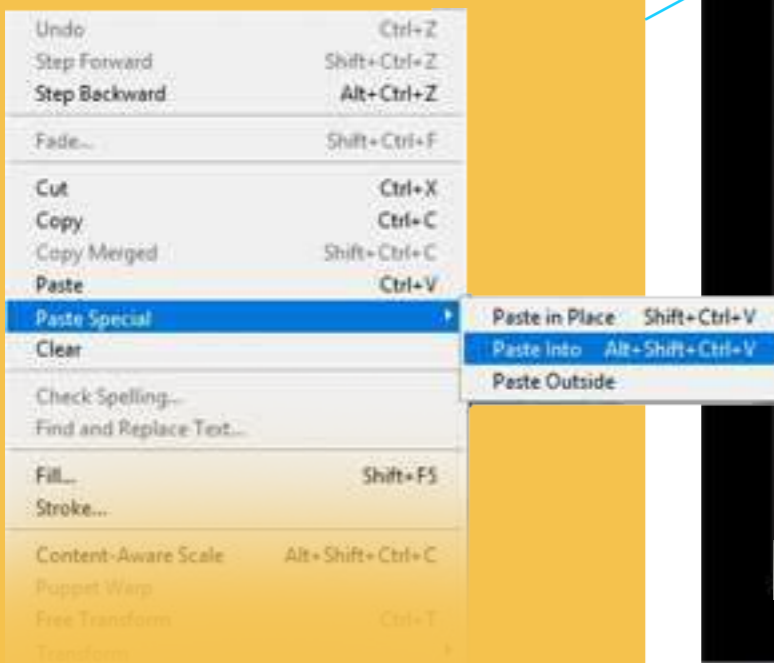 Undo Ctrl+Z
Step Forward Shift+Ctrl+Z
Step Backward Alt+Ctrl+Z
Fade... Shift+Ctrl+F
Cut Ctrl+X
Copy Ctrl+C
Copy Merged Shift+Ctrl+C
Paste Ctrl+V
Paste Special
Paste in Place Shift+Ctrl+V
Paste Into Alt+Shift+Ctrl+V
Paste Outside
Clear
Check Spelling...
Find and Replace Text...
Fill... Shift+F5
Stroke...
Content-Aware Scale Alt+Shift+Ctrl+C
Puppet Warp
Free Transform Ctrl+T
Transform